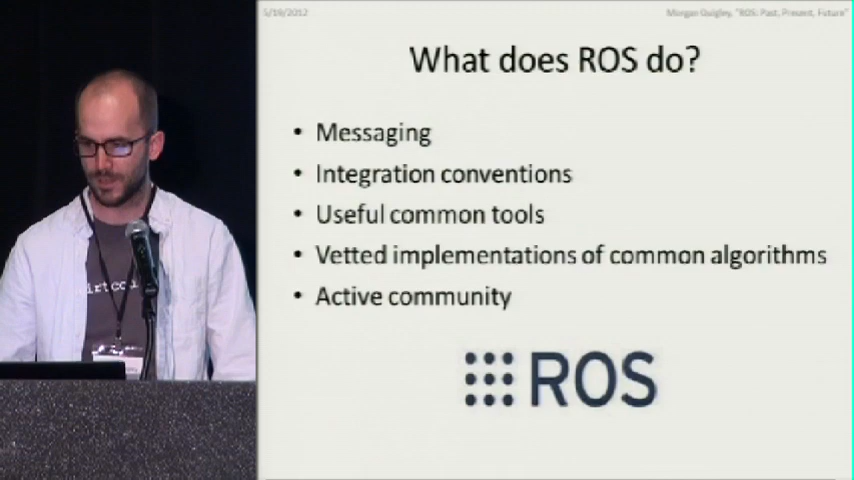 5/19/2012
Morgan Quigley, "ROS: Past, Present, Future"
What does ROS do?
• Messaging
• Integration conventions
• Useful common tools
• Vetted implementations of common algorithms
• Active community
ROS